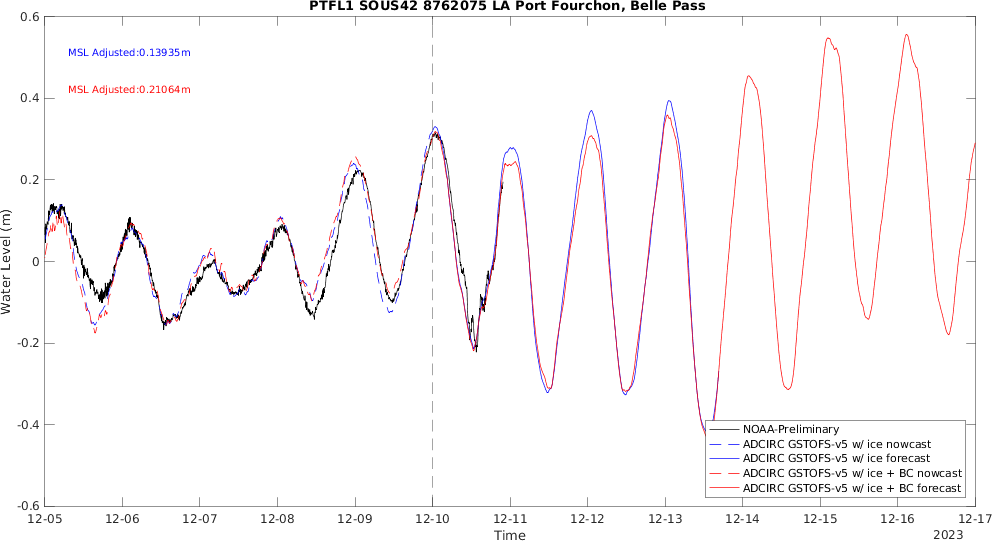 PTFL1 SOUS42 8762075 LA Port Fourchon, Belle Pass
MSL Adjusted:0.13935m
MSL Adjusted:0.21064m
Water Level (m)
0.6
0.4
0.2
0
-0.2
-0.4
-0.6
NOAA-Preliminary
ADCIRC GSTOFS-v5 w/ ice nowcast
ADCIRC GSTOFS-v5 w/ ice forecast
ADCIRC GSTOFS-v5 w/ ice + BC nowcast
ADCIRC GSTOFS-v5 w/ ice + BC forecast
12-05 12-06 12-07 12-08 12-09 12-10 12-11 12-12 12-13 12-14 12-15 12-16 12-17
Time
2023